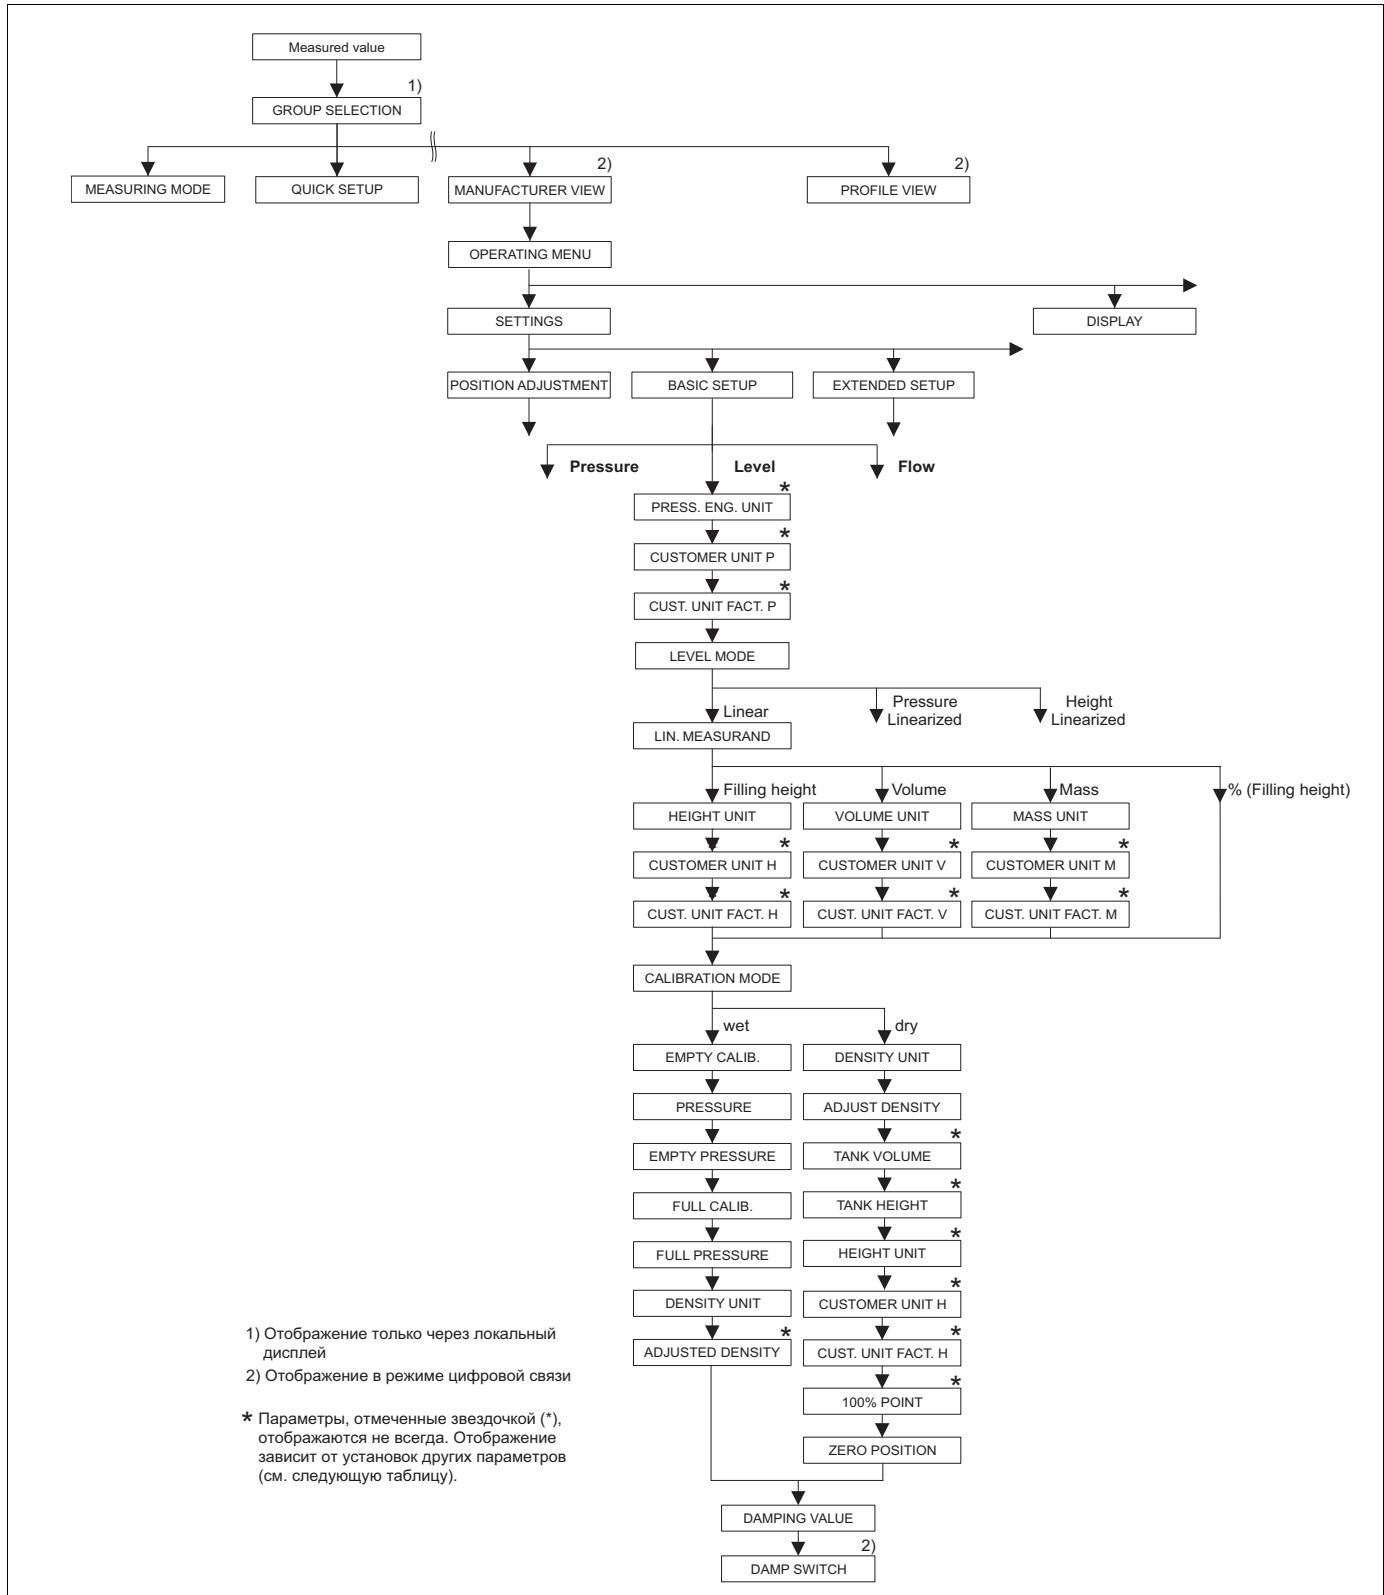 Measured value
1)
GROUP SELECTION
2)
2)
MEASURING MODE
QUICK SETUP
MANUFACTURER VIEW
PROFILE VIEW
OPERATING MENU
SETTINGS
DISPLAY
POSITION ADJUSTMENT
BASIC SETUP
EXTENDED SETUP
Pressure
Level
Flow
*
PRESS. ENG. UNIT
*
CUSTOMER UNIT P
*
CUST. UNIT FACT. P
LEVEL MODE
Linear
Pressure
Linearized
Height
Linearized
LIN. MEASURAND
Filling height
Volume
Mass
% (Filling height)
HEIGHT UNIT
VOLUME UNIT
MASS UNIT
*
*
*
CUSTOMER UNIT H
CUSTOMER UNIT V
CUSTOMER UNIT M
*
*
*
CUST. UNIT FACT. H
CUST. UNIT FACT. V
CUST. UNIT FACT. M
CALIBRATION MODE
wet
dry
EMPTY CALIB.
DENSITY UNIT
PRESSURE
ADJUST DENSITY
*
EMPTY PRESSURE
TANK VOLUME
*
FULL CALIB.
TANK HEIGHT
*
FULL PRESSURE
HEIGHT UNIT
*
DENSITY UNIT
CUSTOMER UNIT H
*
*
ADJUSTED DENSITY
CUST. UNIT FACT. H
*
100% POINT
ZERO POSITION
DAMPING VALUE
2)
DAMP SWITCH
1) Отображение только через локальный
дисплей
2) Отображение в режиме цифровой связи
* Параметры, отмеченные звездочкой (*),
отображаются не всегда. Отображение
зависит от установок других параметров
(см. следующую таблицу).